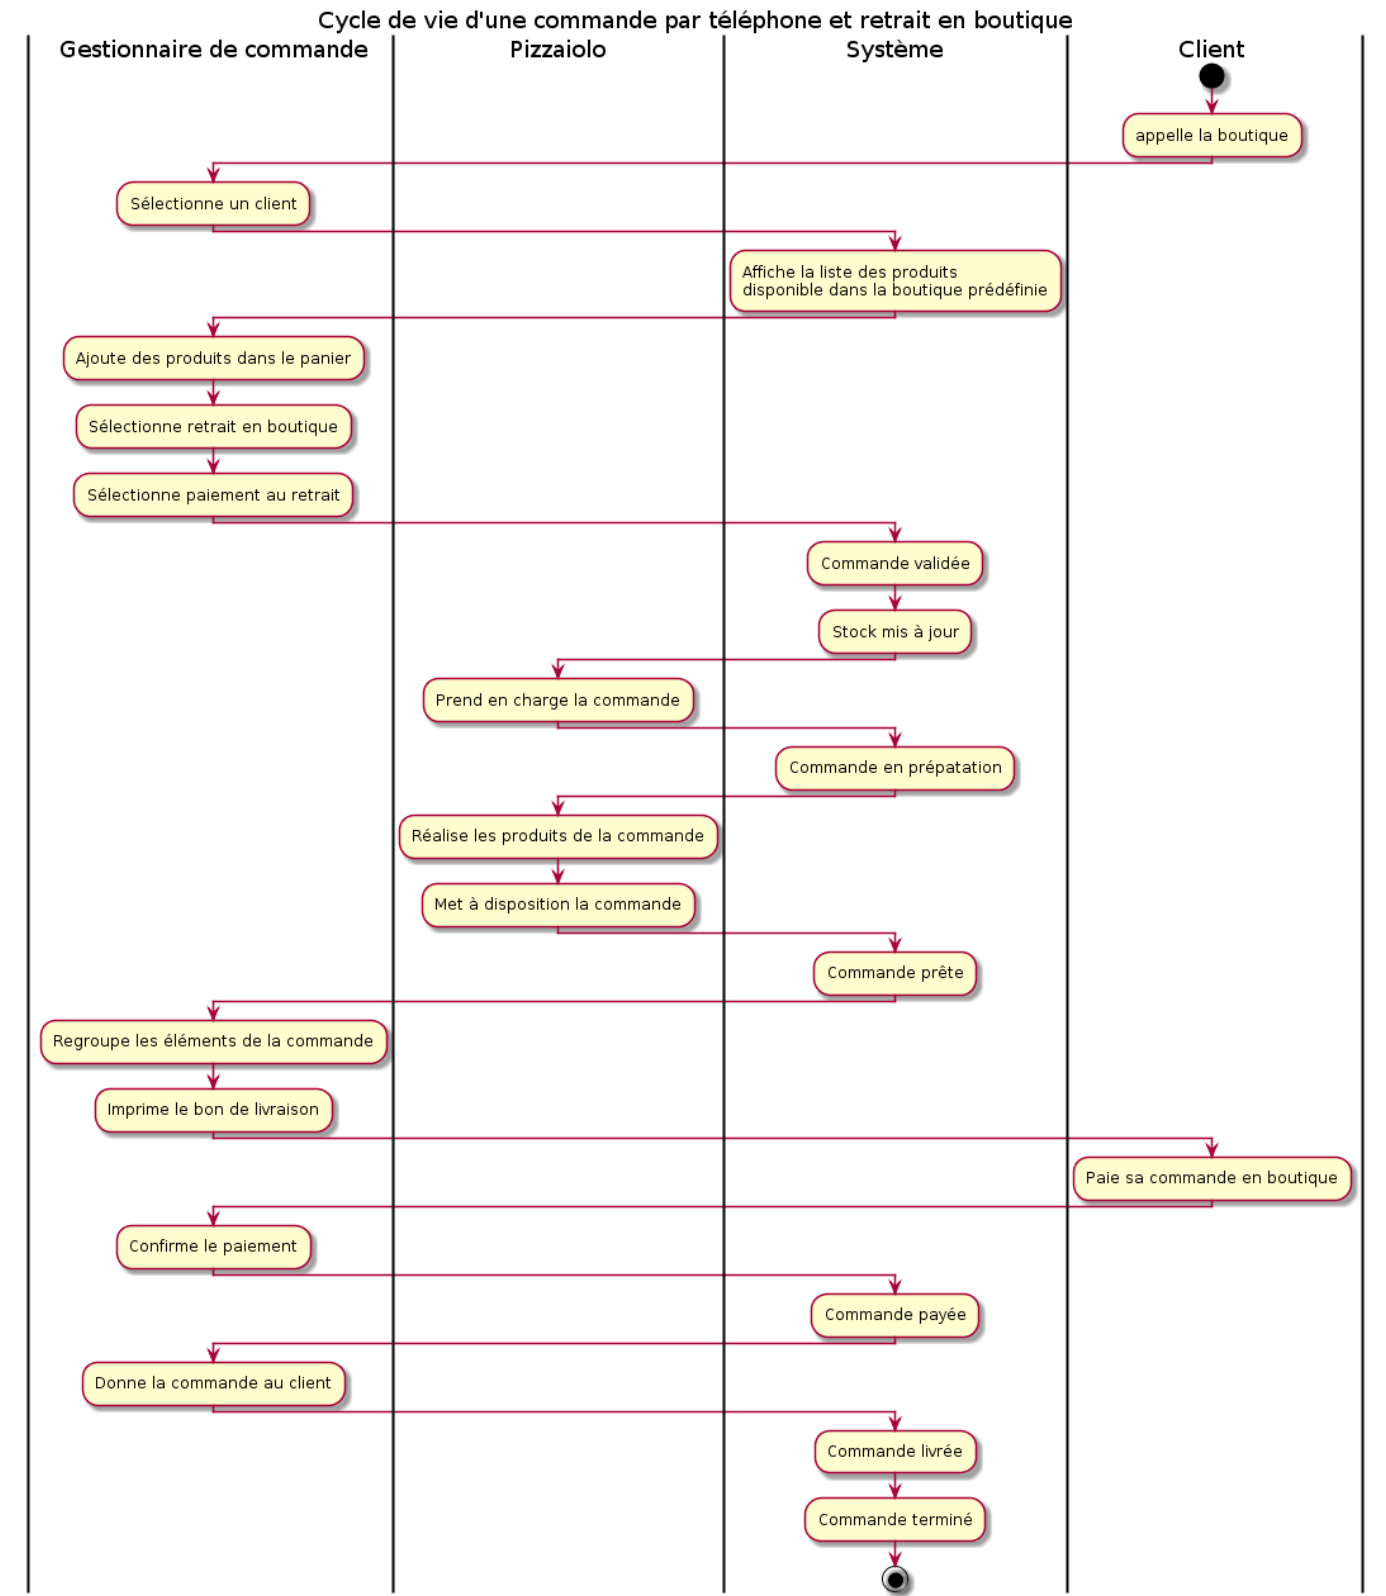 Cycle de vie d'une commande par téléphone et retrait en boutique
Gestionnaire de commande
Pizzaiolo
Système
Client
appelle la boutique
Sélectionne un client
Affiche la liste des produits
disponible dans la boutique prédéfinie
Ajoute des produits dans le panier
Sélectionne retrait en boutique
Sélectionne paiement au retrait
Commande validée
Stock mis à jour
Prend en charge la commande
Commande en prépatation
Réalise les produits de la commande
Met à disposition la commande
Commande prête
Regroupe les éléments de la commande
Imprime le bon de livraison
Paie sa commande en boutique
Confirme le paiement
Commande payée
Donne la commande au client
Commande livrée
Commande terminé